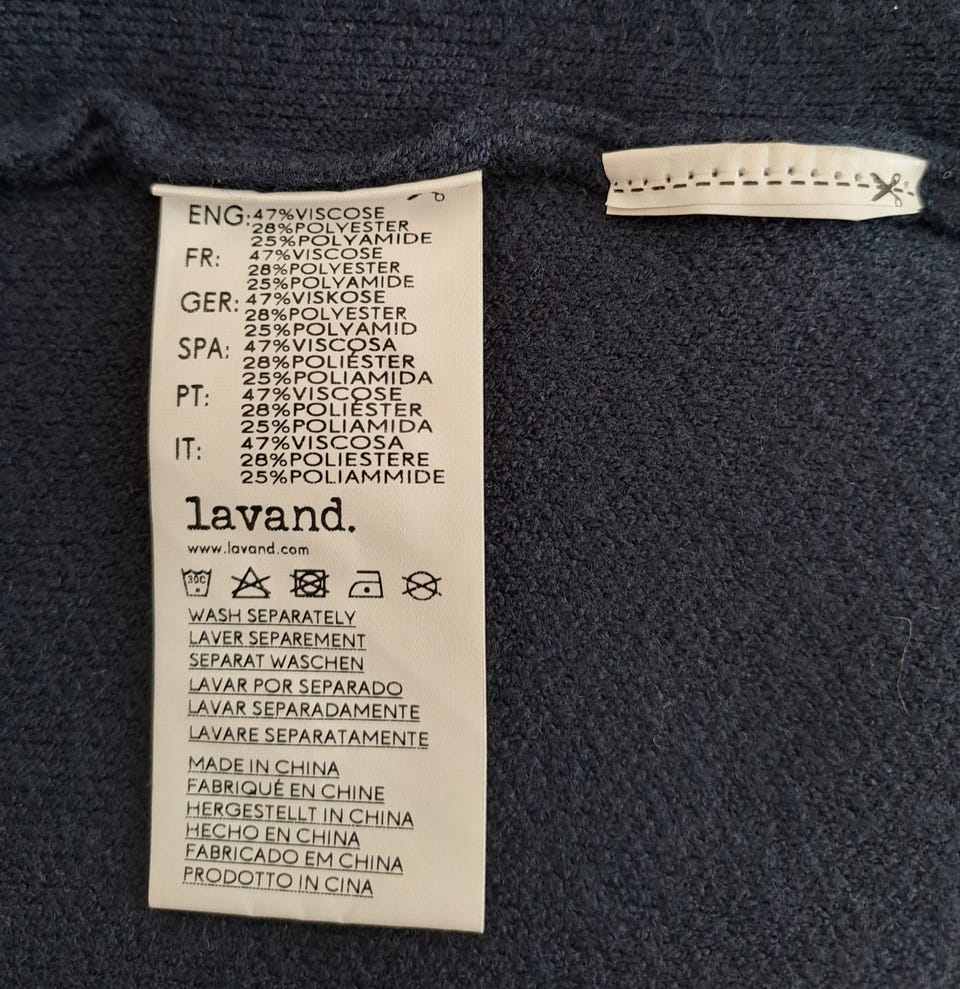 ENG: 47%VISCOSE
28%POLYESTER
25%POLYAMIDE
FR: 47%VISCOSE
28%POLYESTER
25%POLYAMIDE
GER: 47%VISKOSE
28%POLYESTER
25%POLYAMID
SPA: 47%VISCOSA
28%POLIÉSTER
25%POLIAMIDA
PT: 47%VISCOSE
28%POLIÉSTER
25%POLIAMIDA
IT: 47%VISCOSA
28%POLIESTERE
25%POLIAMMIDE
lavand.
www.lavand.com
30C
WASH SEPARATELY
LAVER SEPAREMENT
SEPARAT WASCHEN
LAVAR POR SEPARADO
LAVAR SEPARADAMENTE
LAVARE SEPARATAMENTE
MADE IN CHINA
FABRIQUÉ EN CHINE
HERGESTELLT IN CHINA
HECHO EN CHINA
FABRICADO EM CHINA
PRODOTTO IN CINA